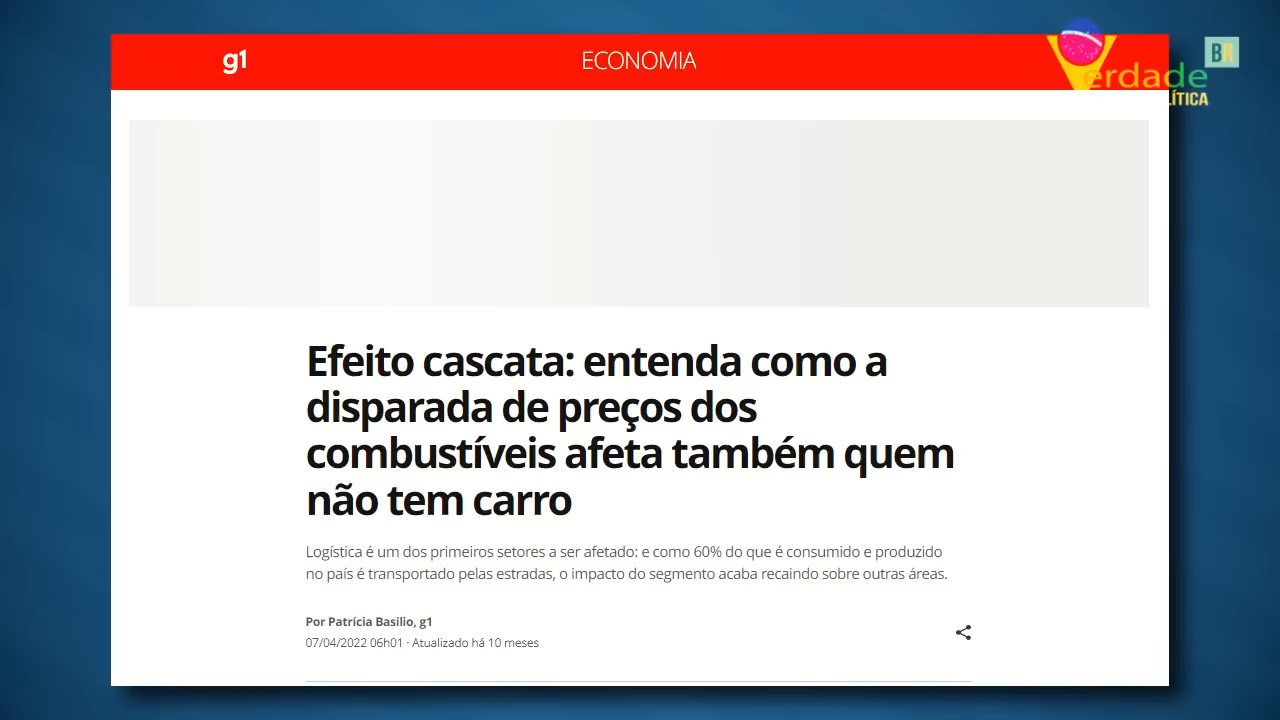 g1
ECONOMIA
erdade
LÍTICA
Efeito cascata: entenda como a
disparada de preços dos
combustíveis afeta também quem
não tem carro
Logística é um dos primeiros setores a ser afetado: e como 60% do que é consumido e produzido
no país é transportado pelas estradas, o impacto do segmento acaba recaindo sobre outras áreas.
Por Patrícia Basilio, g1
07/04/2022 06h01 · Atualizado há 10 meses